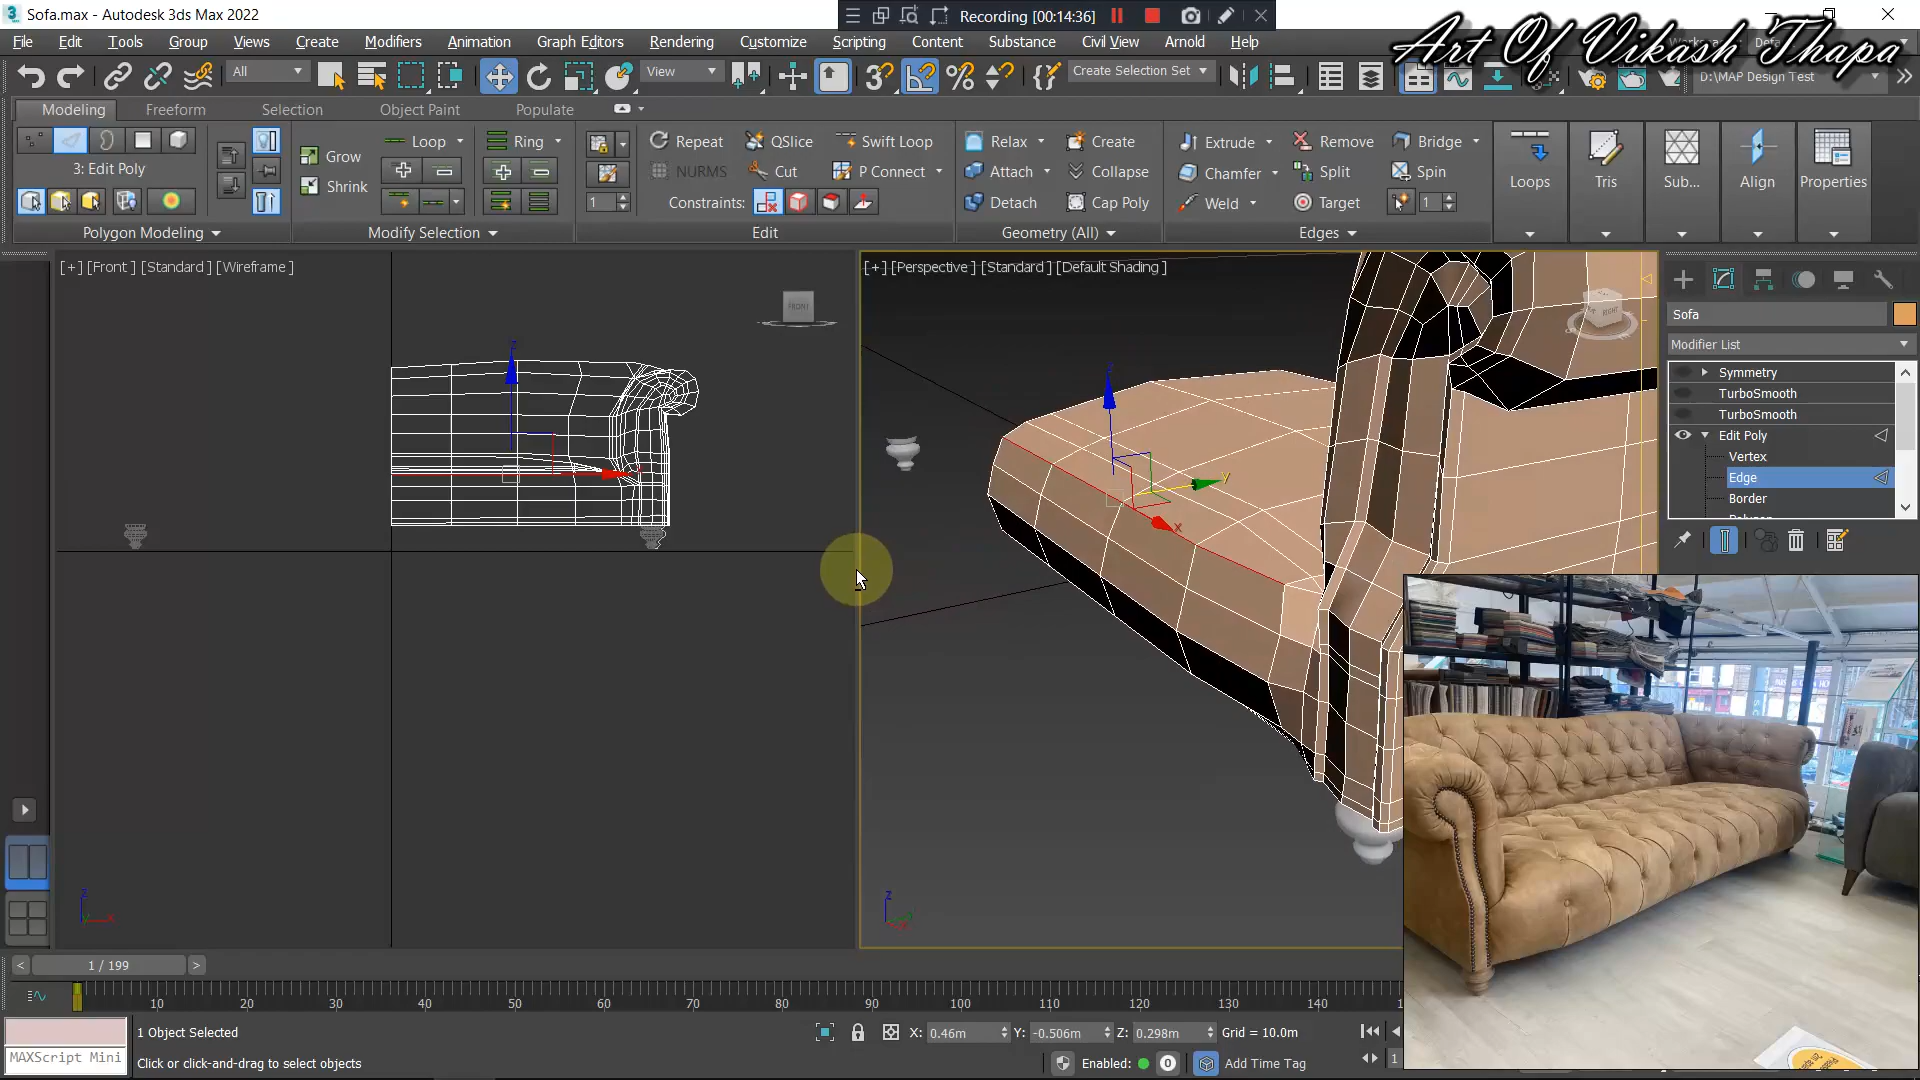 Sofa.max - Autodesk 3ds Max 2022
Recording [00:14:36]
Art Of Vikash Thapa
File Edit Tools Group Views Create Modifiers Animation Graph Editors Rendering Customize Scripting Content Substance Civil View Arnold Help
All
View
Create Selection Set
D:\MAP Design Test
Modeling Freeform Selection Object Paint Populate
3: Edit Poly
Polygon Modeling
Grow
Shrink
Loop
Ring
Modify Selection
Repeat QSlice Swift Loop
NURMS Cut P Connect
1 Constraints:
Edit
Relax Create
Attach Collapse
Detach Cap Poly
Geometry (All)
Extrude Remove Bridge
Chamfer Split Spin
Weld Target 1
Edges
Loops Tris Sub... Align Properties
[+] [Front ] [Standard ] [Wireframe ]
FRONT
[+] [Perspective ] [Standard ] [Default Shading ]
RIGHT
Sofa
Modifier List
Symmetry
TurboSmooth
TurboSmooth
Edit Poly
Vertex
Edge
Border
z
x
y
1 / 199
10 20 30 40 50 60 70 80 90 100 110 120 130 140
1 Object Selected
X: 0.46m Y: -0.506m Z: 0.298m Grid = 10.0m
MAXScript Mini
Click or click-and-drag to select objects
Enabled: 0 Add Time Tag
1